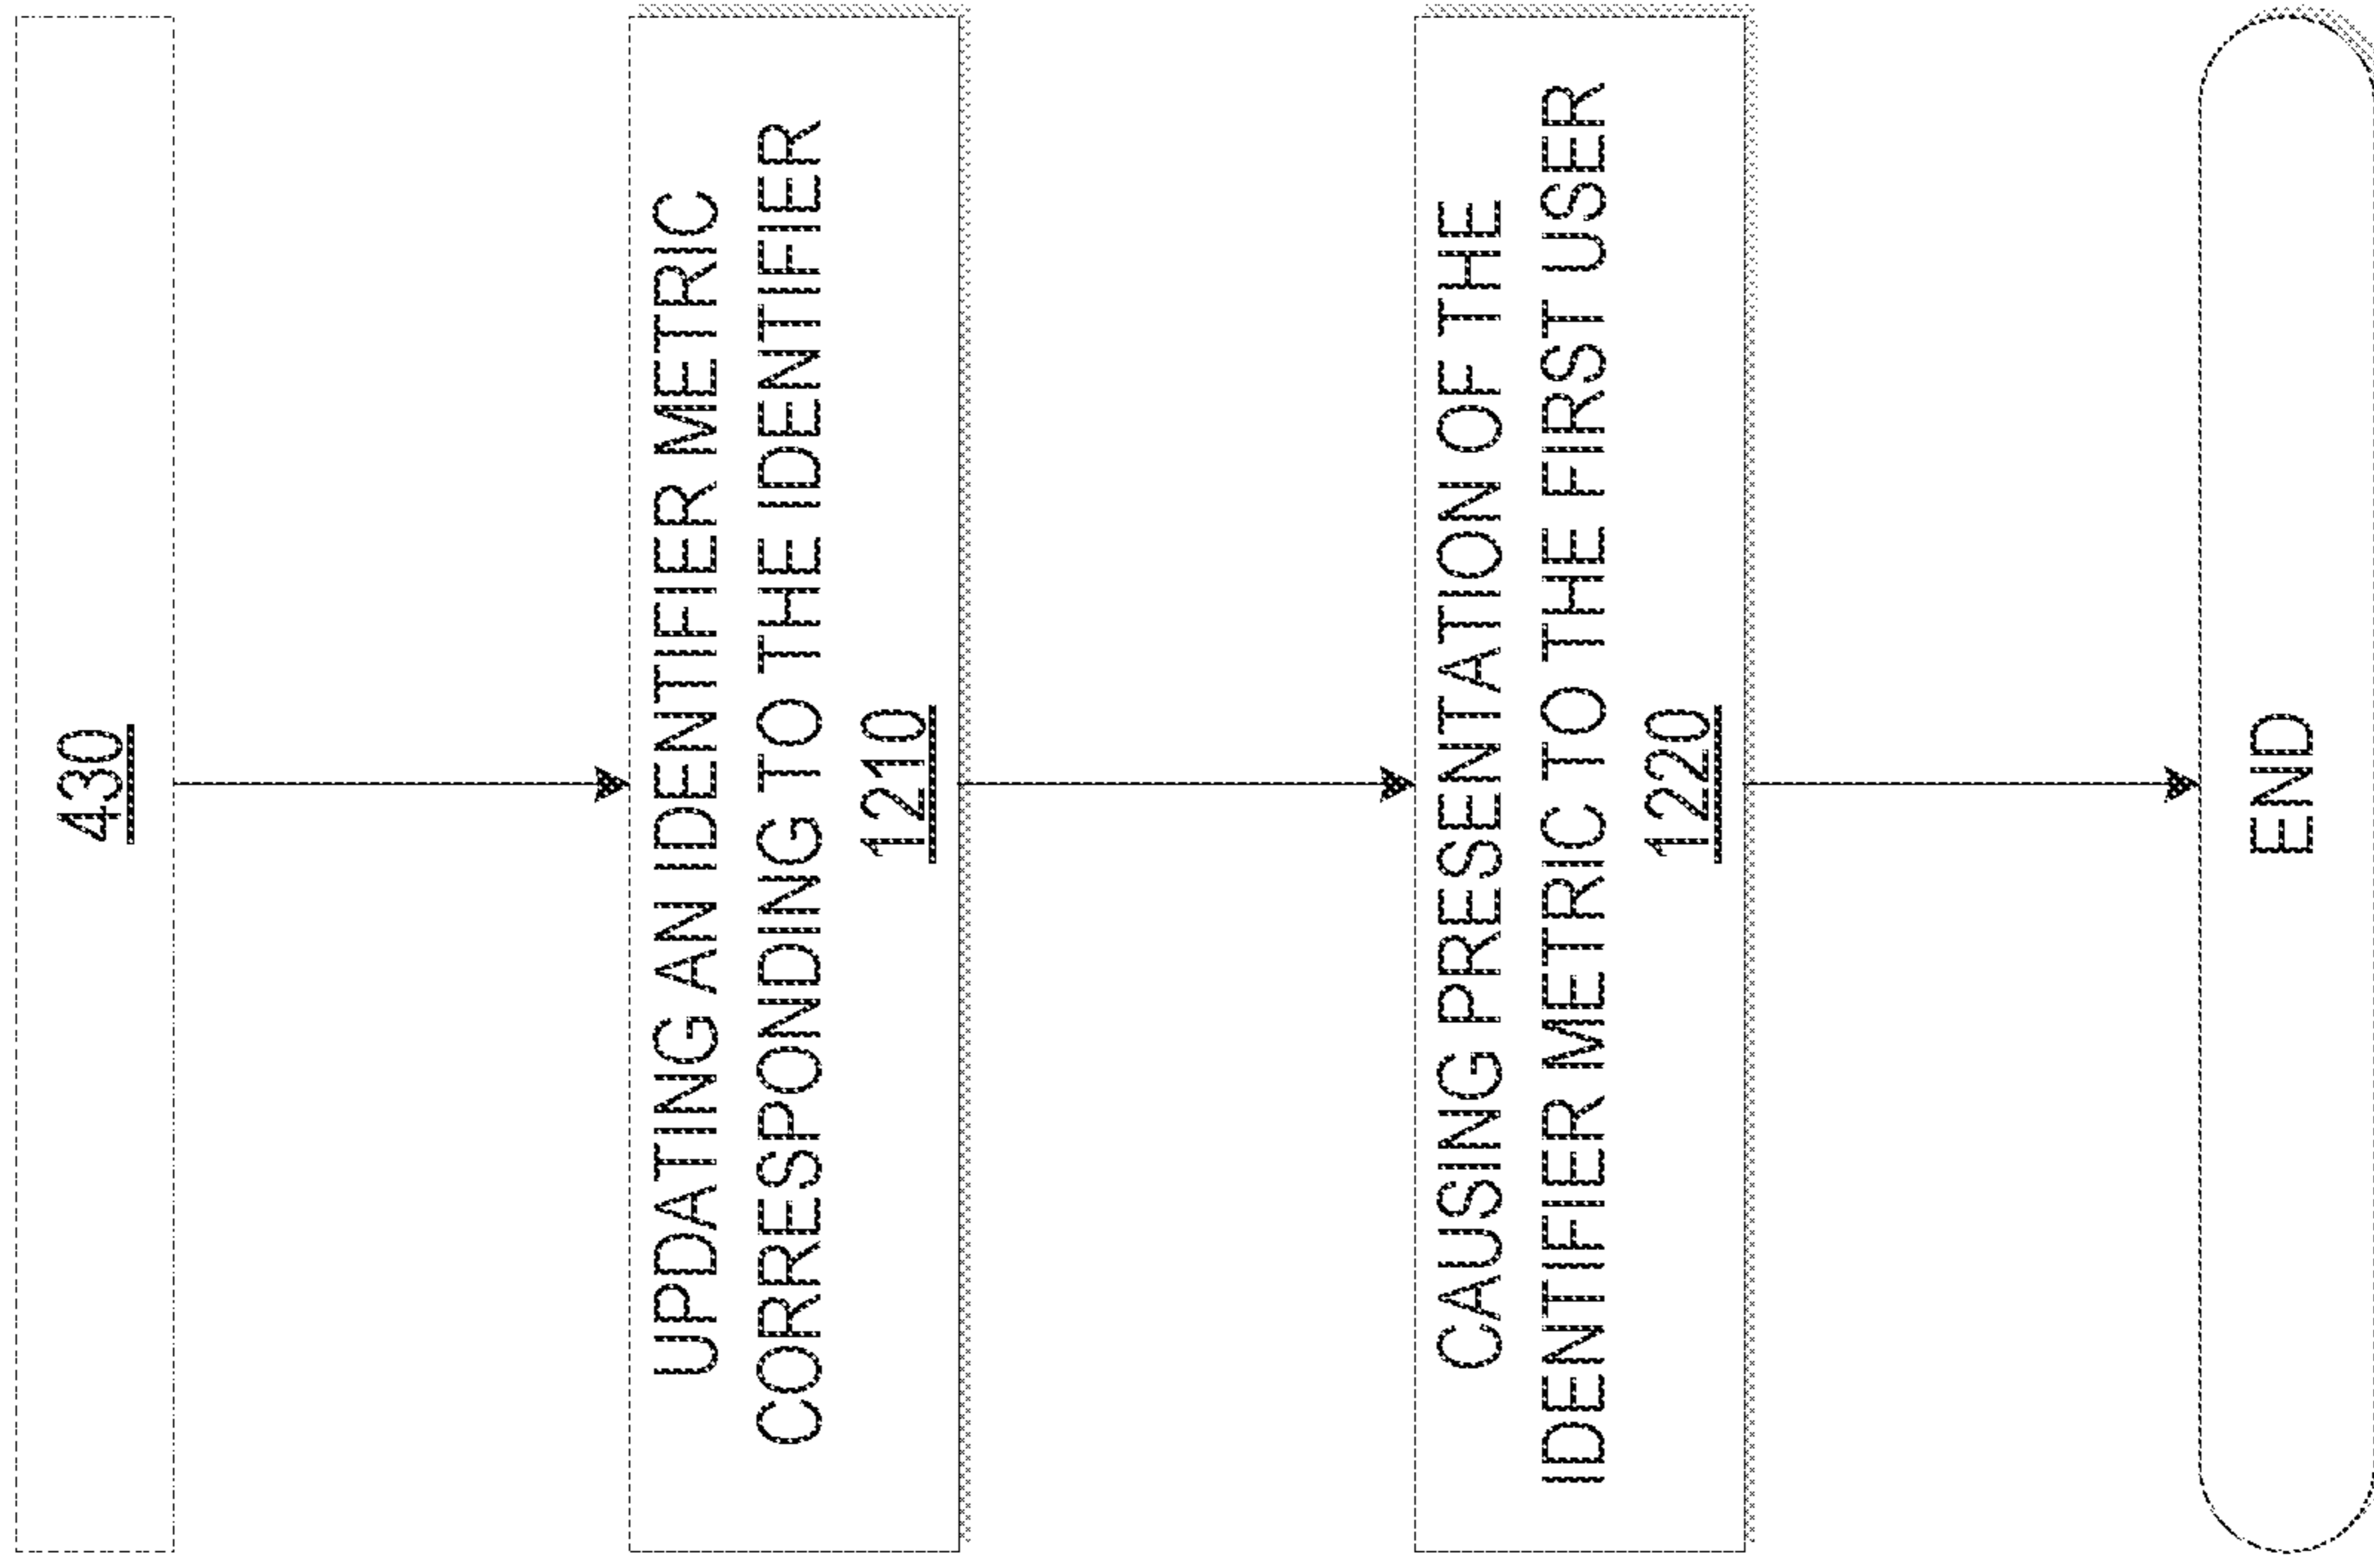 430
UPDATING AN IDENTIFIER METRIC
CORRESPONDING TO THE IDENTIFIER
1210
CAUSING PRESENTATION OF THE
IDENTIFIER METRIC TO THE FIRST USER
1220
END